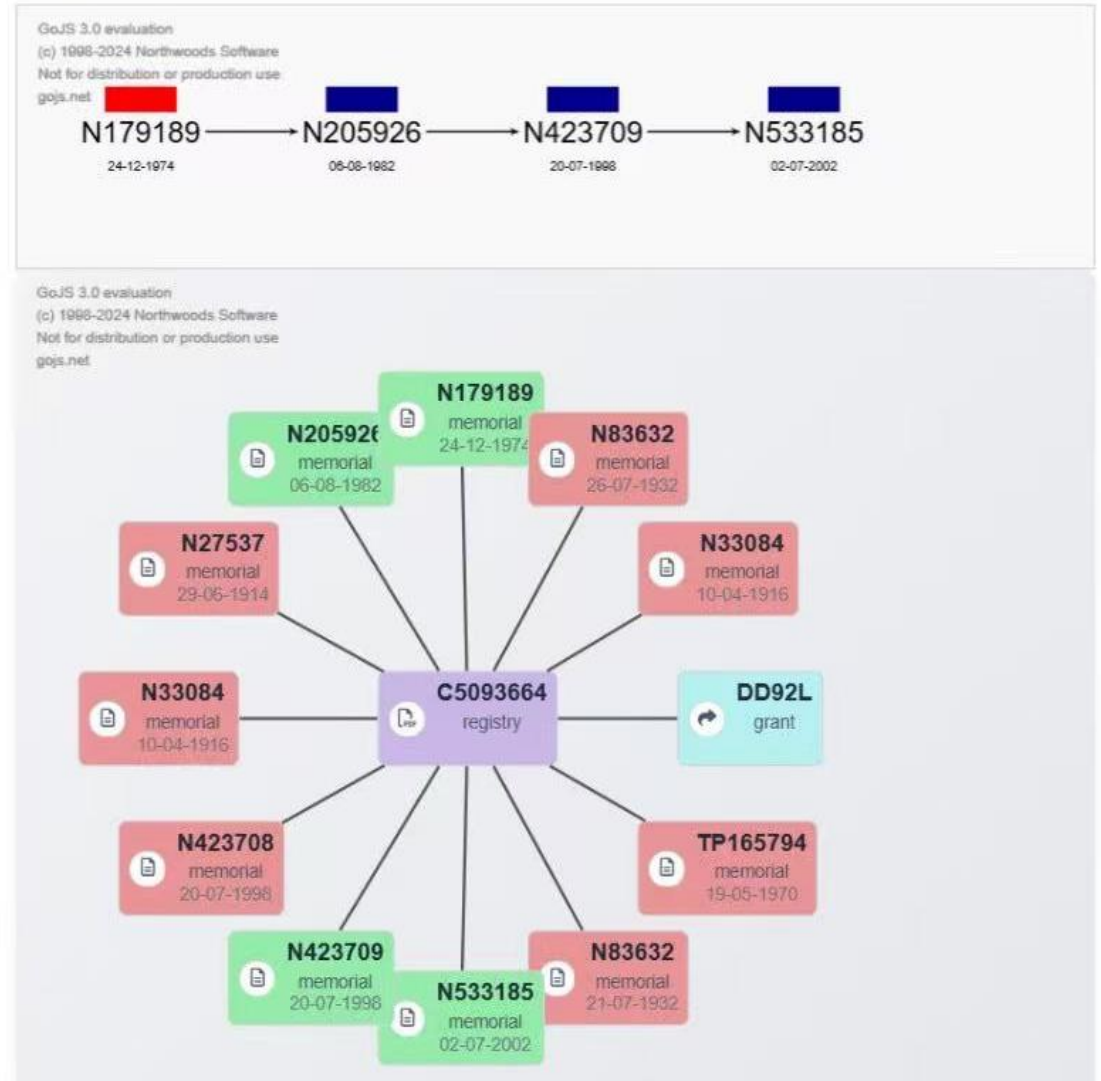 GoJS 3.0 evaluation
(c) 1998-2024 Northwoods Software
Not for distribution or production use
gojs.net
N179189 N205926 N423709 N533185
24-12-1974 06-08-1982 20-07-1998 02-07-2002
GoJS 3.0 evaluation
(c) 1998-2024 Northwoods Software
Not for distribution or production use
gojs.net
N179189
memorial
24-12-1974
N205926
memorial
06-08-1982
N83632
memorial
26-07-1932
N27537
memorial
29-06-1914
N33084
memorial
10-04-1916
N33084
memorial
10-04-1916
C5093664
registry
PDF
DD92L
grant
N423708
memorial
20-07-1998
TP165794
memorial
19-05-1970
N423709
memorial
20-07-1998
N533185
memorial
02-07-2002
N83632
memorial
21-07-1932